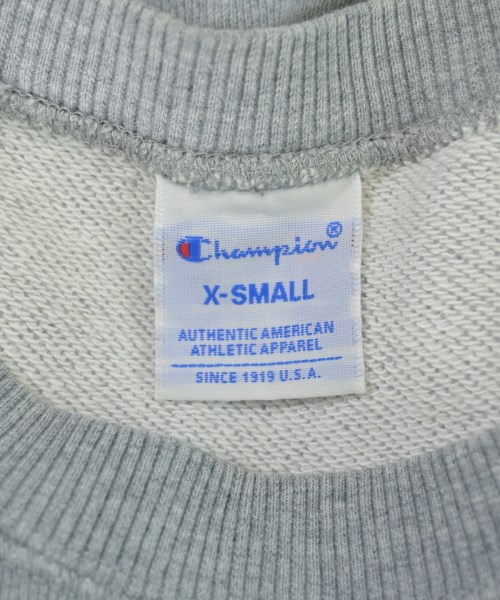 Champion®
X-SMALL
AUTHENTIC AMERICAN
ATHLETIC APPAREL
SINCE 1919 U.S.A.